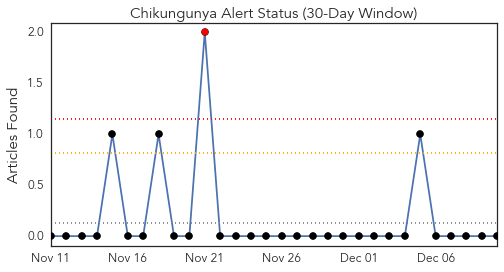 Chikungunya Alert Status (30-Day Window)
Articles Found
2.0
1.5
1.0
0.5
0.0
Nov 11 Nov 16 Nov 21 Nov 26 Dec 01 Dec 06